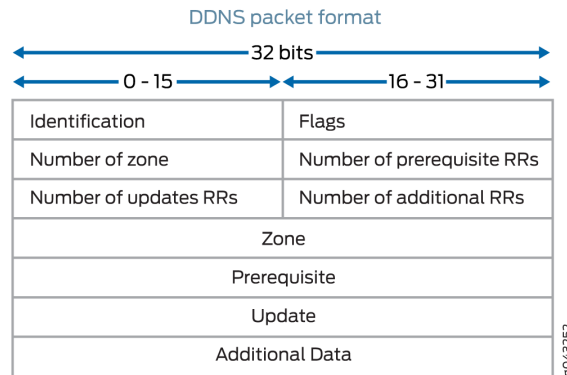 DDNS packet format
32 bits
0 - 15
16 - 31
Identification
Flags
Number of zone
Number of prerequisite RRs
Number of updates RRs
Number of additional RRs
Zone
Prerequisite
Update
Additional Data